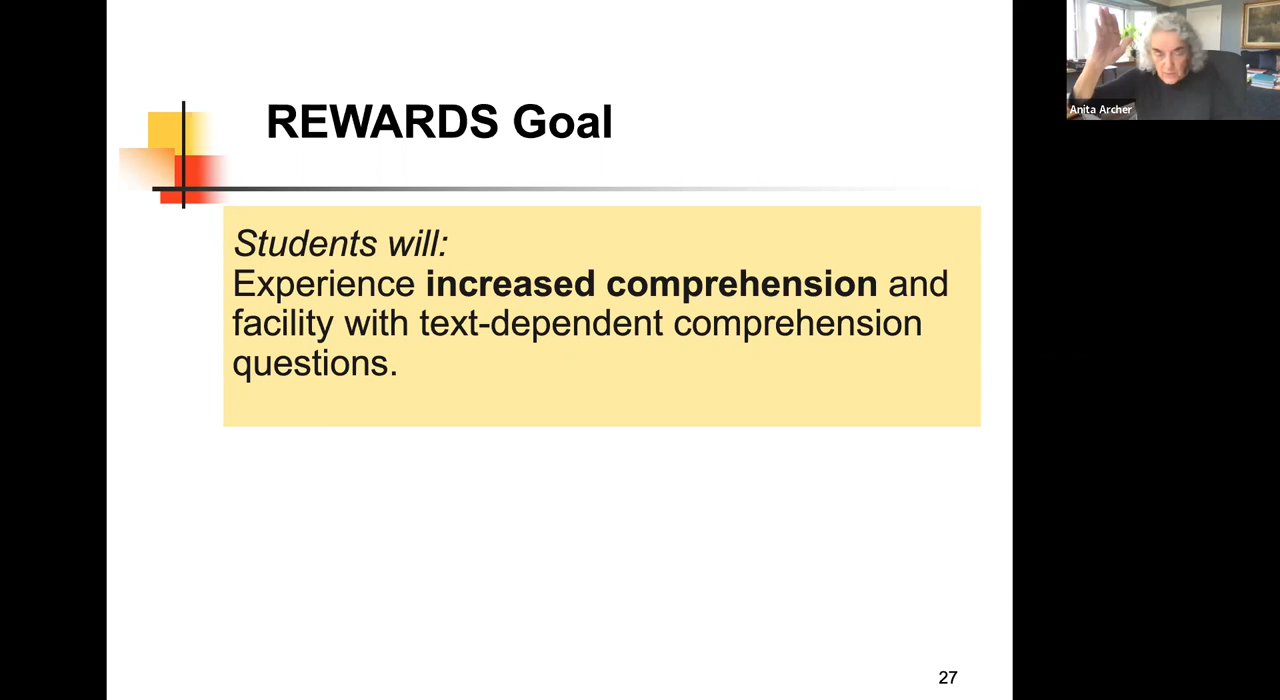 REWARDS Goal
Anita Archer
Students will:
Experience increased comprehension and
facility with text-dependent comprehension
questions.
27